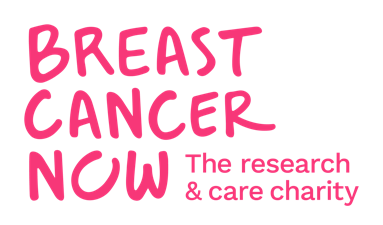 BREAST
CANCER
NOW
The research
& care charity